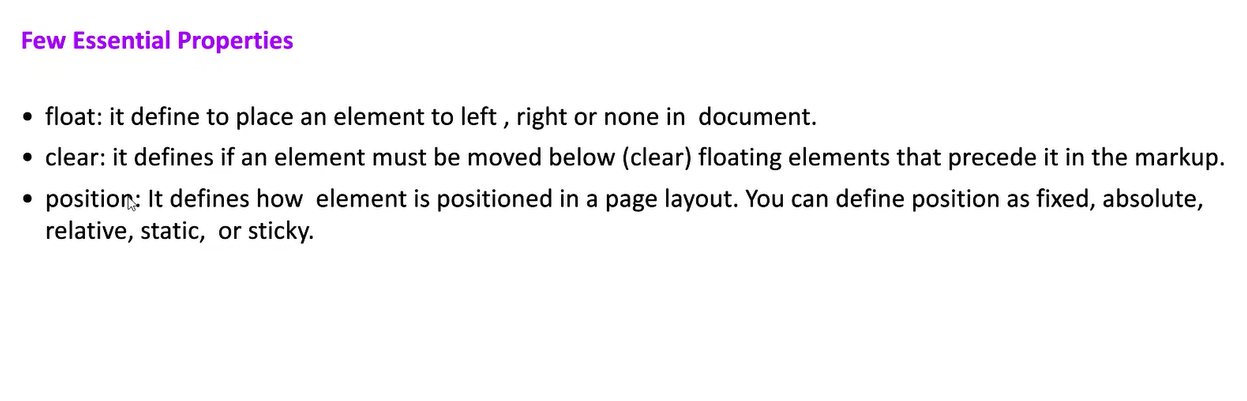 Few Essential Properties
• float: it define to place an element to left , right or none in  document.
• clear: it defines if an element must be moved below (clear) floating elements that precede it in the markup.
• position: It defines how  element is positioned in a page layout. You can define position as fixed, absolute,
relative, static,  or sticky.